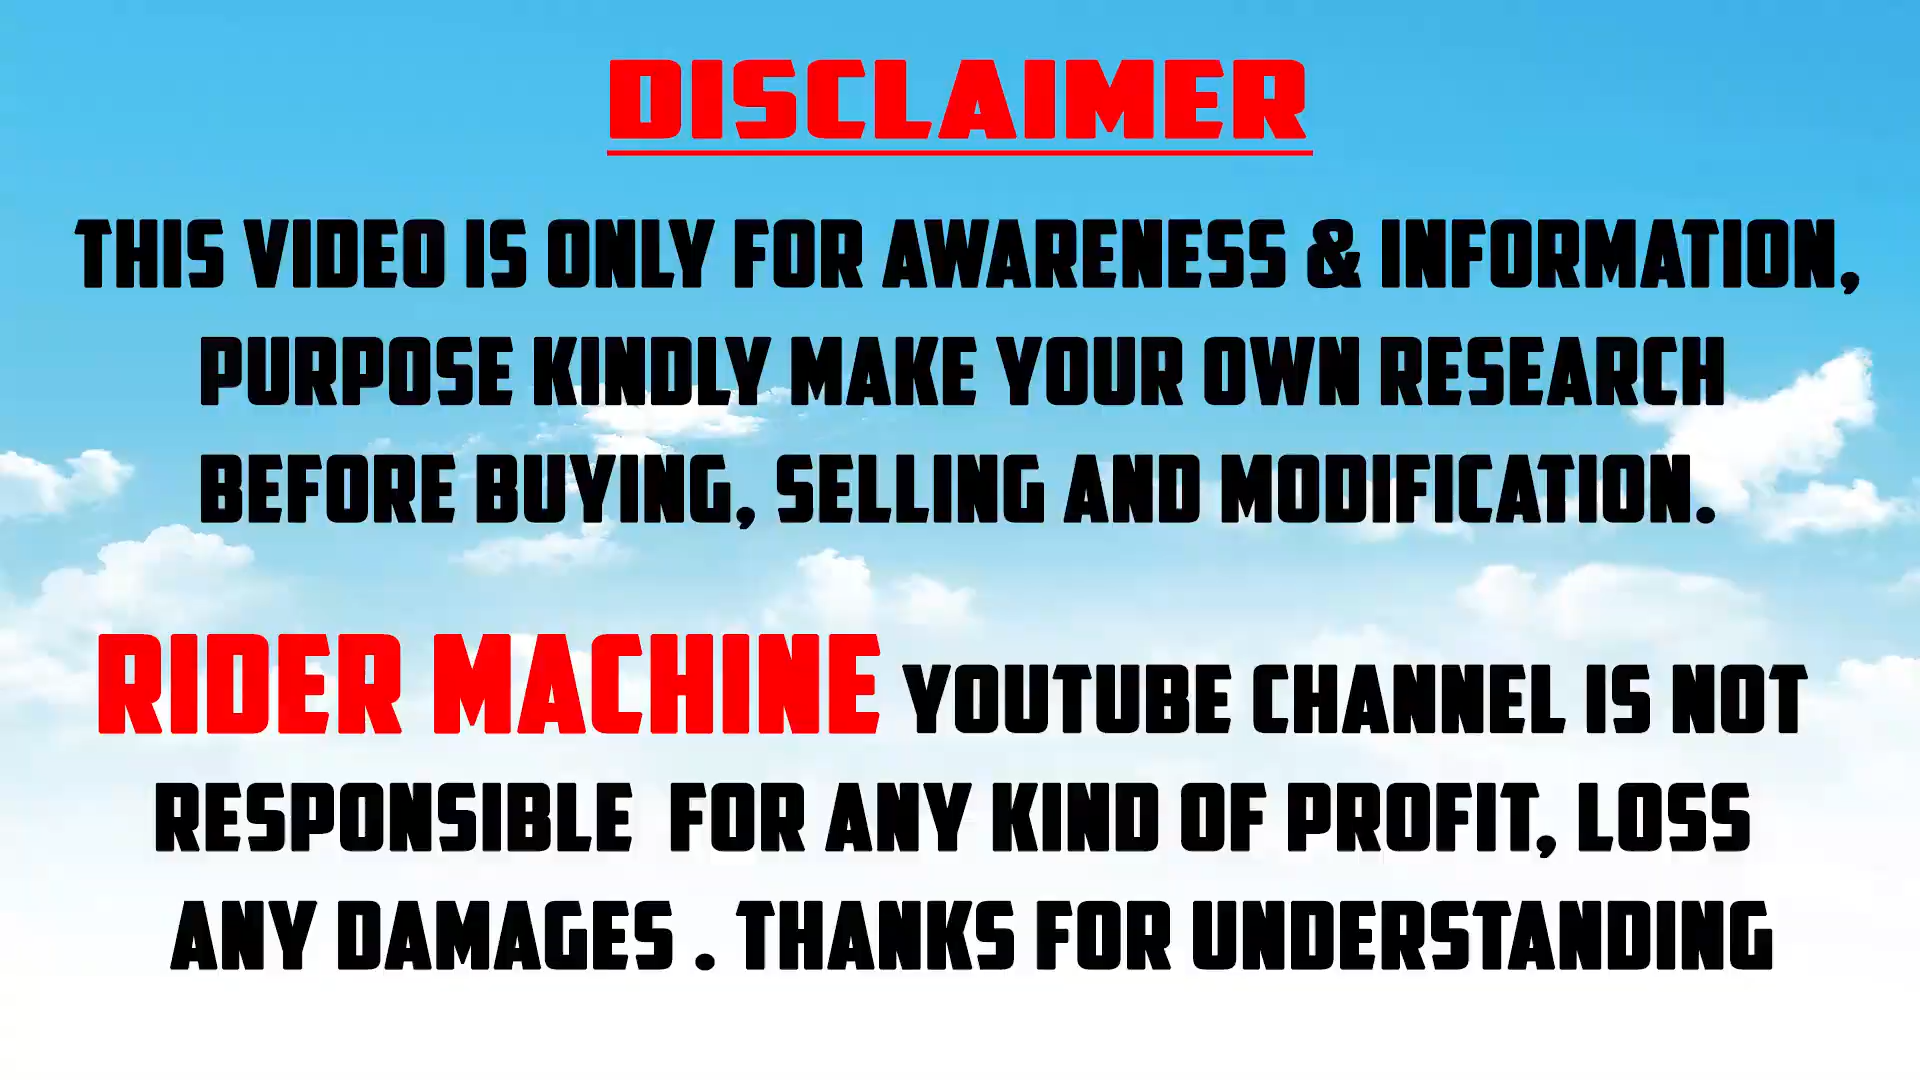 DISCLAIMER
THIS VIDEO IS ONLY FOR AWARENESS & INFORMATION,
PURPOSE KINDLY MAKE YOUR OWN RESEARCH
BEFORE BUYING, SELLING AND MODIFICATION.
RIDER MACHINE YOUTUBE CHANNEL IS NOT
RESPONSIBLE FOR ANY KIND OF PROFIT, LOSS
ANY DAMAGES . THANKS FOR UNDERSTANDING